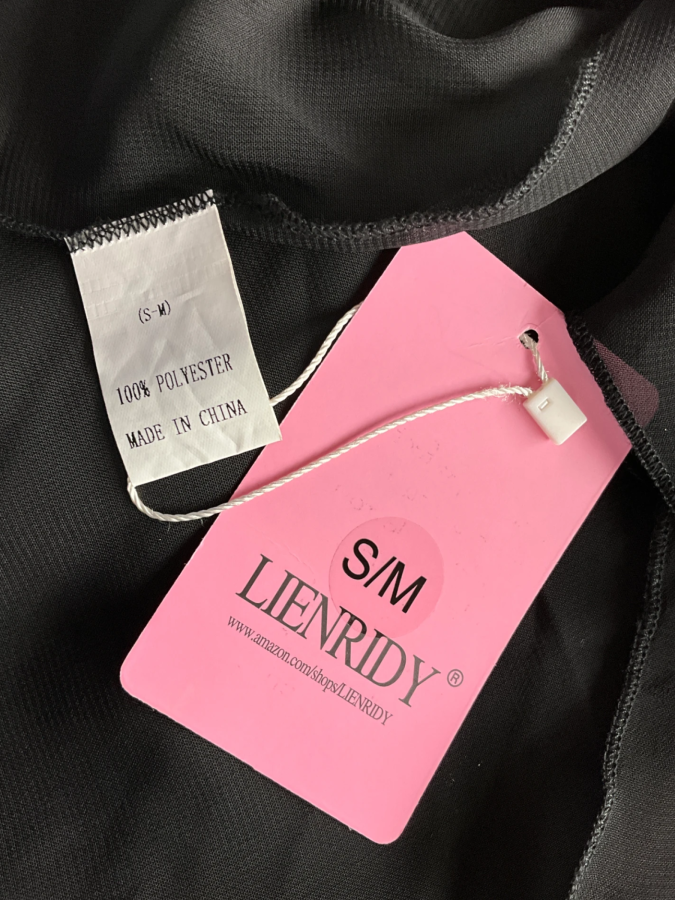 (S-M)
100% POLYESTER
MADE IN CHINA
S/M
LIENRIDY®
www.amazon.com/shops/LIENRIDY